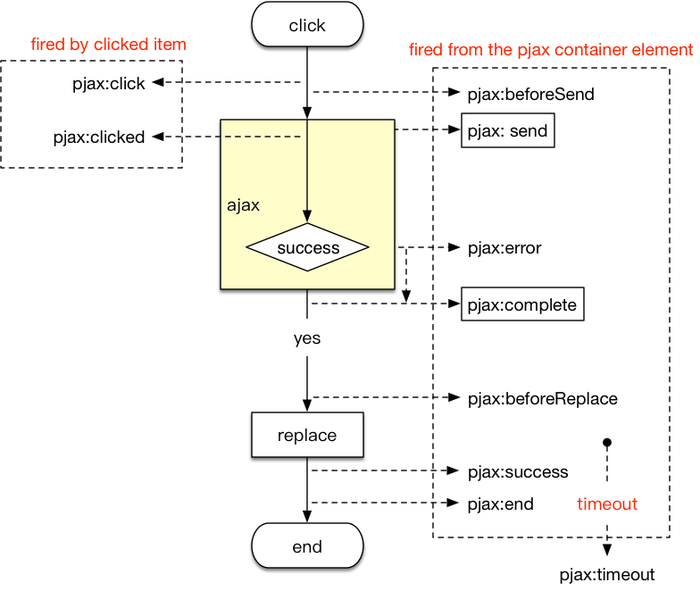 click
fired by clicked item
fired from the pjax container element
pjax:click
pjax:beforeSend
pjax: send
pjax:clicked
ajax
success
pjax:error
pjax:complete
yes
pjax:beforeReplace
replace
pjax:success
pjax:end
timeout
end
pjax:timeout